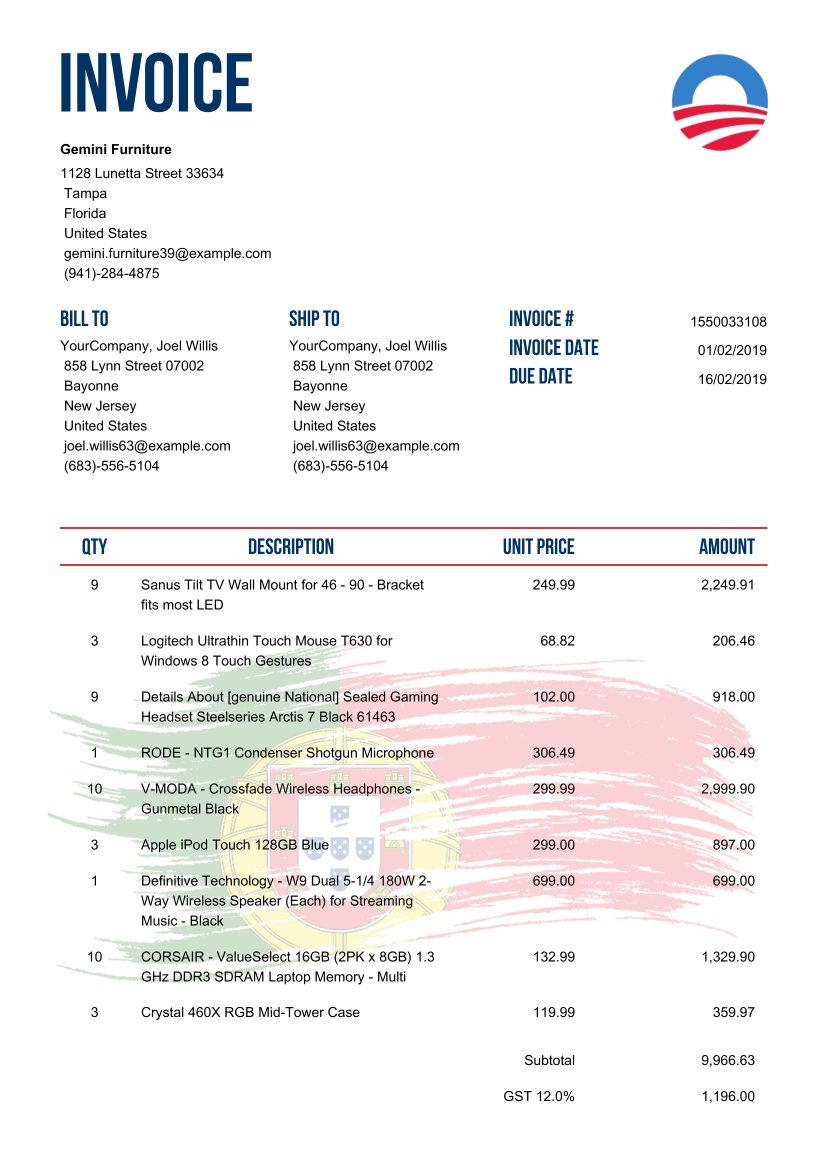 INVOICE
Gemini Furniture
1128 Lunetta Street 33634
Tampa
Florida
United States
gemini.furniture39@example.com
(941)-284-4875
BILL TO
YourCompany, Joel Willis
858 Lynn Street 07002
Bayonne
New Jersey
United States
joel.willis63@example.com
(683)-556-5104
SHIP TO
YourCompany, Joel Willis
858 Lynn Street 07002
Bayonne
New Jersey
United States
joel.willis63@example.com
(683)-556-5104
INVOICE # 1550033108
INVOICE DATE 01/02/2019
DUE DATE 16/02/2019
QTY DESCRIPTION UNIT PRICE AMOUNT
9 Sanus Tilt TV Wall Mount for 46 - 90 - Bracket 249.99 2,249.91
fits most LED
3 Logitech Ultrathin Touch Mouse T630 for 68.82 206.46
Windows 8 Touch Gestures
9 Details About [genuine National] Sealed Gaming 102.00 918.00
Headset Steelseries Arctis 7 Black 61463
1 RODE - NTG1 Condenser Shotgun Microphone 306.49 306.49
10 V-MODA - Crossfade Wireless Headphones - 299.99 2,999.90
Gunmetal Black
3 Apple iPod Touch 128GB Blue 299.00 897.00
1 Definitive Technology - W9 Dual 5-1/4 180W 2- 699.00 699.00
Way Wireless Speaker (Each) for Streaming
Music - Black
10 CORSAIR - ValueSelect 16GB (2PK x 8GB) 1.3 132.99 1,329.90
GHz DDR3 SDRAM Laptop Memory - Multi
3 Crystal 460X RGB Mid-Tower Case 119.99 359.97
Subtotal 9,966.63
GST 12.0% 1,196.00